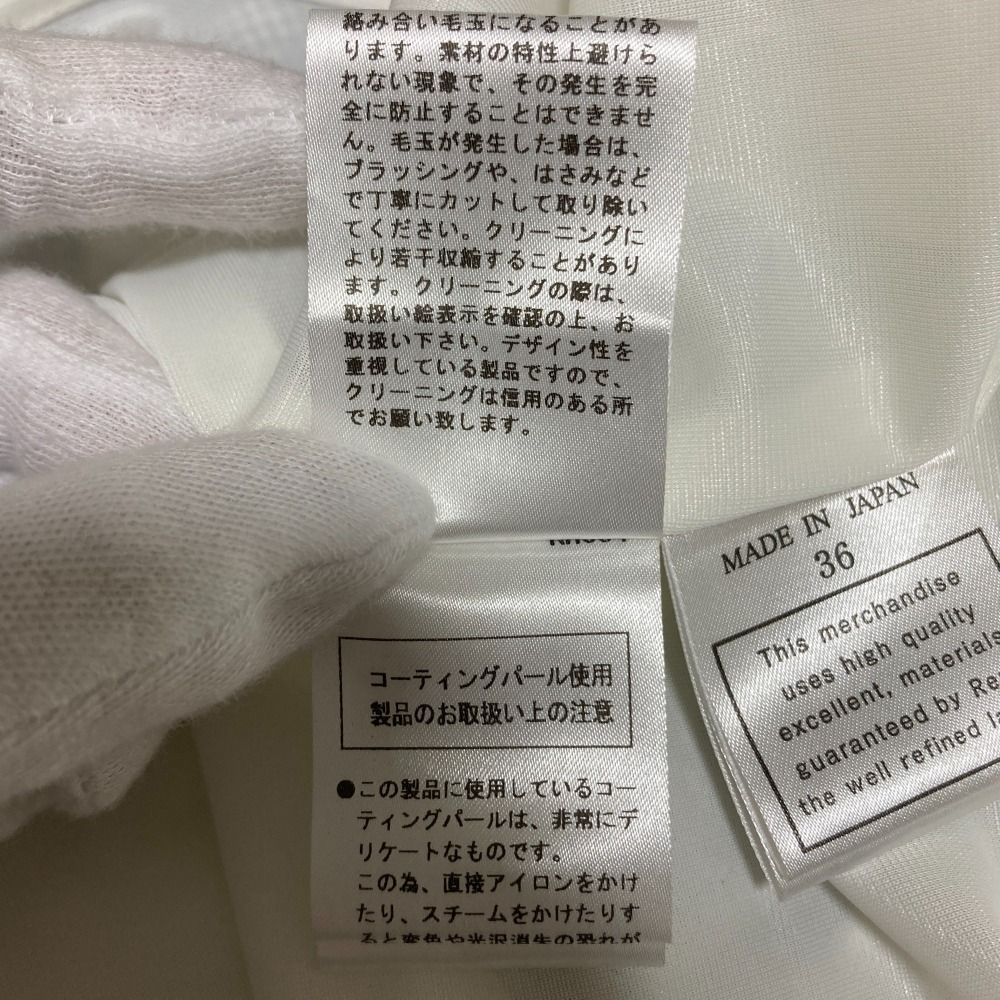 絡み合い毛玉になることがあ
ります。素材の特性上避けら
れない現象で、その発生を完
全に防止することはできませ
ん。毛玉が発生した場合は、
ブラッシングや、はさみなど
で丁寧にカットして取り除い
てください。クリーニングに
より若干収縮することがあり
ます。クリーニングの際は、
取扱い絵表示を確認の上、お
取扱い下さい。デザイン性を
重視している製品ですので、
クリーニングは信用のある所
でお願い致します。
コーティングパール使用
製品のお取扱い上の注意
●この製品に使用しているコー
ティングパールは、非常にデ
リケートなものです。
この為、直接アイロンをかけ
たり、スチームをかけたりす
ると変色や光沢消失の恐れが
MADE IN JAPAN
36
This merchandise
uses high quality
excellent, materials
guaranteed by Re
the well refined